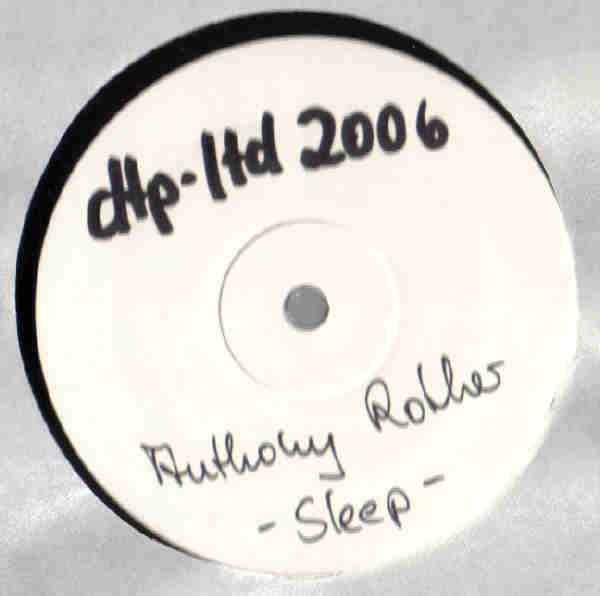 dtp-ltd 2006
Anthony Rother
- Sleep -